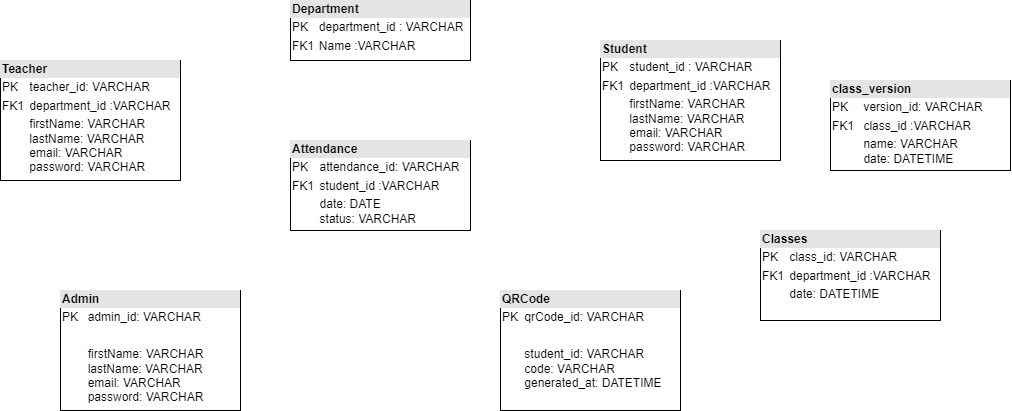 Department
PK department_id : VARCHAR
FK1 Name :VARCHAR
Teacher
PK teacher_id: VARCHAR
FK1 department_id :VARCHAR
firstName: VARCHAR
lastName: VARCHAR
email: VARCHAR
password: VARCHAR
Student
PK student_id : VARCHAR
FK1 department_id :VARCHAR
firstName: VARCHAR
lastName: VARCHAR
email: VARCHAR
password: VARCHAR
class_version
PK version_id: VARCHAR
FK1 class_id :VARCHAR
name: VARCHAR
date: DATETIME
Attendance
PK attendance_id: VARCHAR
FK1 student_id :VARCHAR
date: DATE
status: VARCHAR
Classes
PK class_id: VARCHAR
FK1 department_id :VARCHAR
date: DATETIME
Admin
PK admin_id: VARCHAR
firstName: VARCHAR
lastName: VARCHAR
email: VARCHAR
password: VARCHAR
QRCode
PK qrCode_id: VARCHAR
student_id: VARCHAR
code: VARCHAR
generated_at: DATETIME